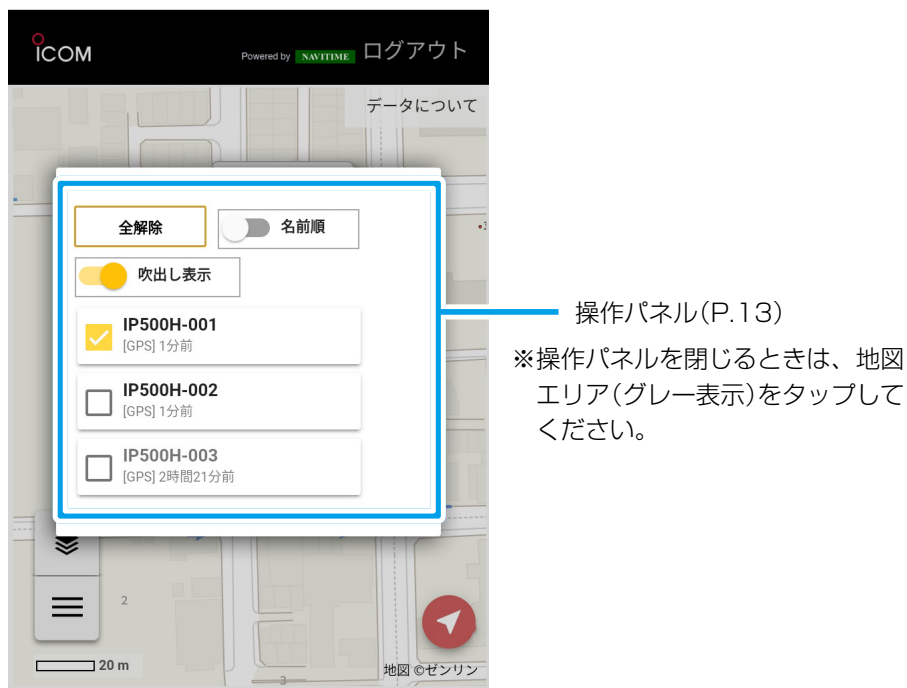 ICOM
Powered by NAVITIME ログアウト
データについて
全解除
名前順
吹出し表示
IP500H-001
[GPS] 1分前
IP500H-002
[GPS] 1分前
IP500H-003
[GPS] 2時間21分前
2
20 m
3
地図 ©ゼンリン
操作パネル(P.13)
※操作パネルを閉じるときは、地図
エリア(グレー表示)をタップして
ください。